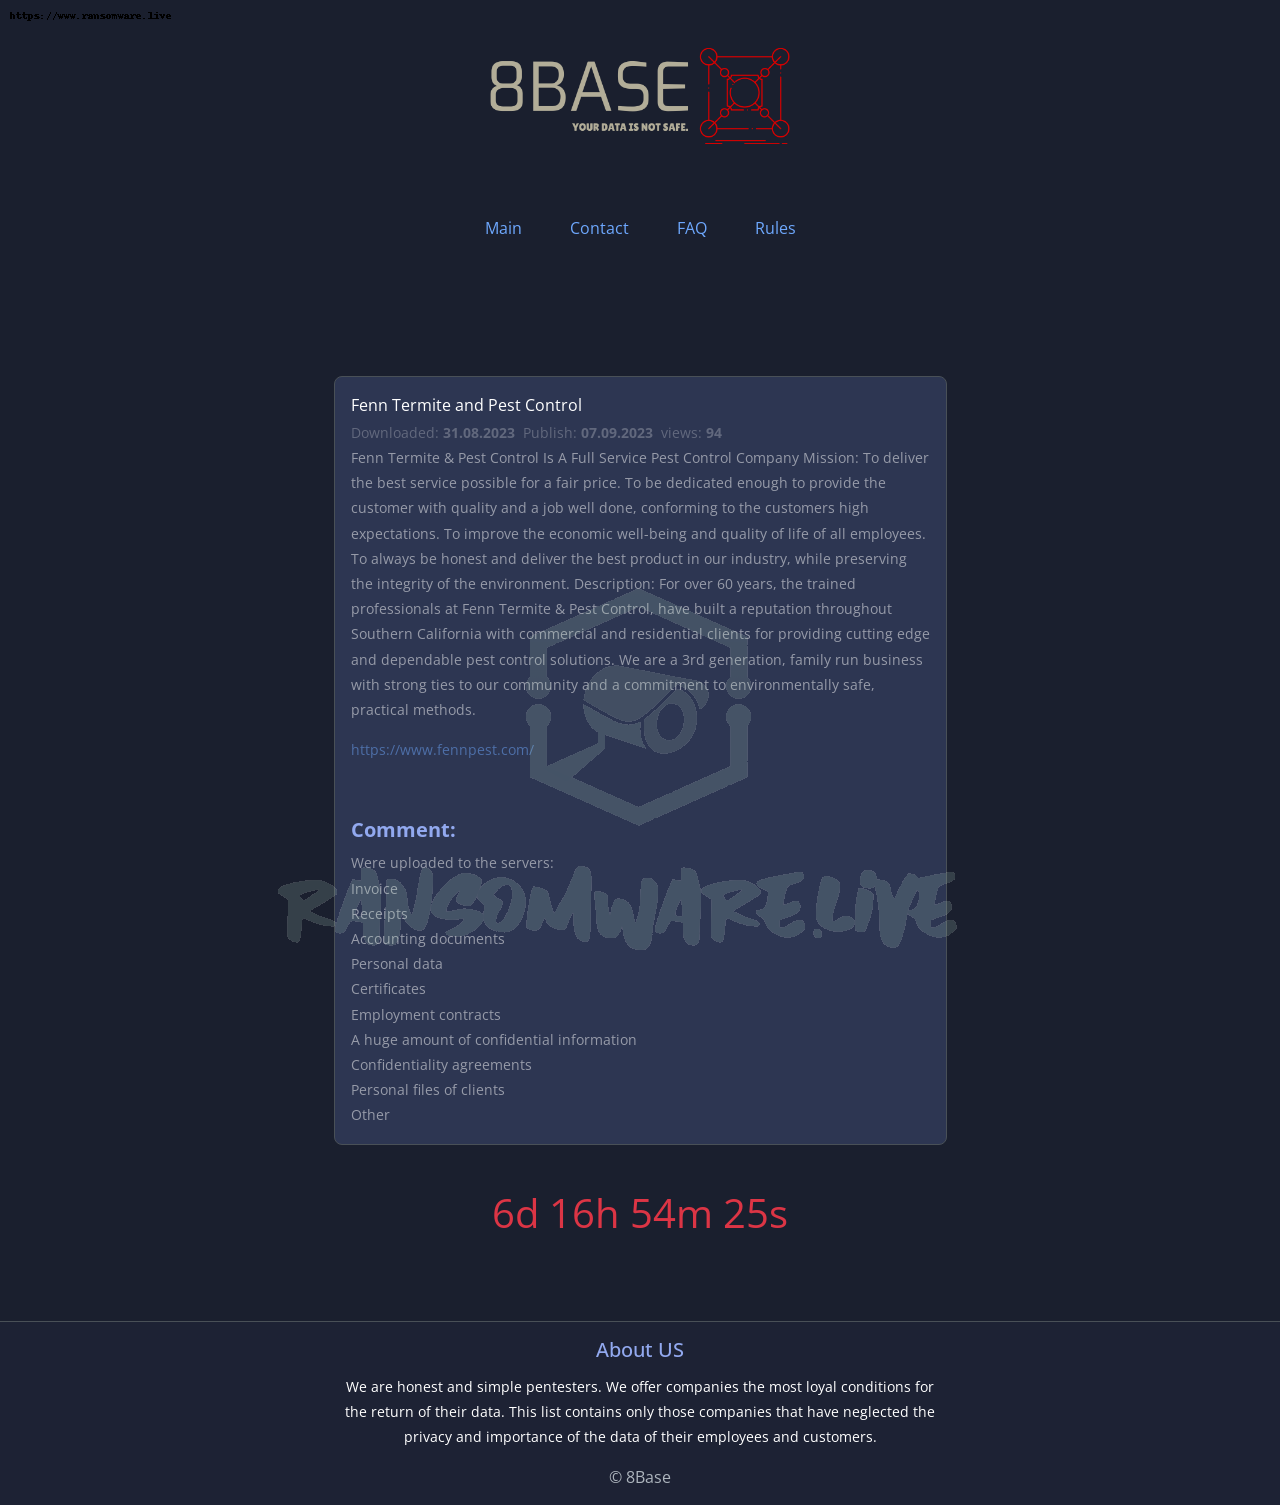 https://www.ransomware.live
8BASE
YOUR DATA IS NOT SAFE.
Main Contact FAQ Rules
Fenn Termite and Pest Control
Downloaded: 31.08.2023 Publish: 07.09.2023 views: 94
Fenn Termite & Pest Control Is A Full Service Pest Control Company Mission: To deliver
the best service possible for a fair price. To be dedicated enough to provide the
customer with quality and a job well done, conforming to the customers high
expectations. To improve the economic well-being and quality of life of all employees.
To always be honest and deliver the best product in our industry, while preserving
the integrity of the environment. Description: For over 60 years, the trained
professionals at Fenn Termite & Pest Control, have built a reputation throughout
Southern California with commercial and residential clients for providing cutting edge
and dependable pest control solutions. We are a 3rd generation, family run business
with strong ties to our community and a commitment to environmentally safe,
practical methods.
https://www.fennpest.com/
Comment:
Were uploaded to the servers:
Invoice
Receipts
RANSOMWARE.LIVE
Accounting documents
Personal data
Certificates
Employment contracts
A huge amount of confidential information
Confidentiality agreements
Personal files of clients
Other
6d 16h 54m 25s
About US
We are honest and simple pentesters. We offer companies the most loyal conditions for
the return of their data. This list contains only those companies that have neglected the
privacy and importance of the data of their employees and customers.
© 8Base